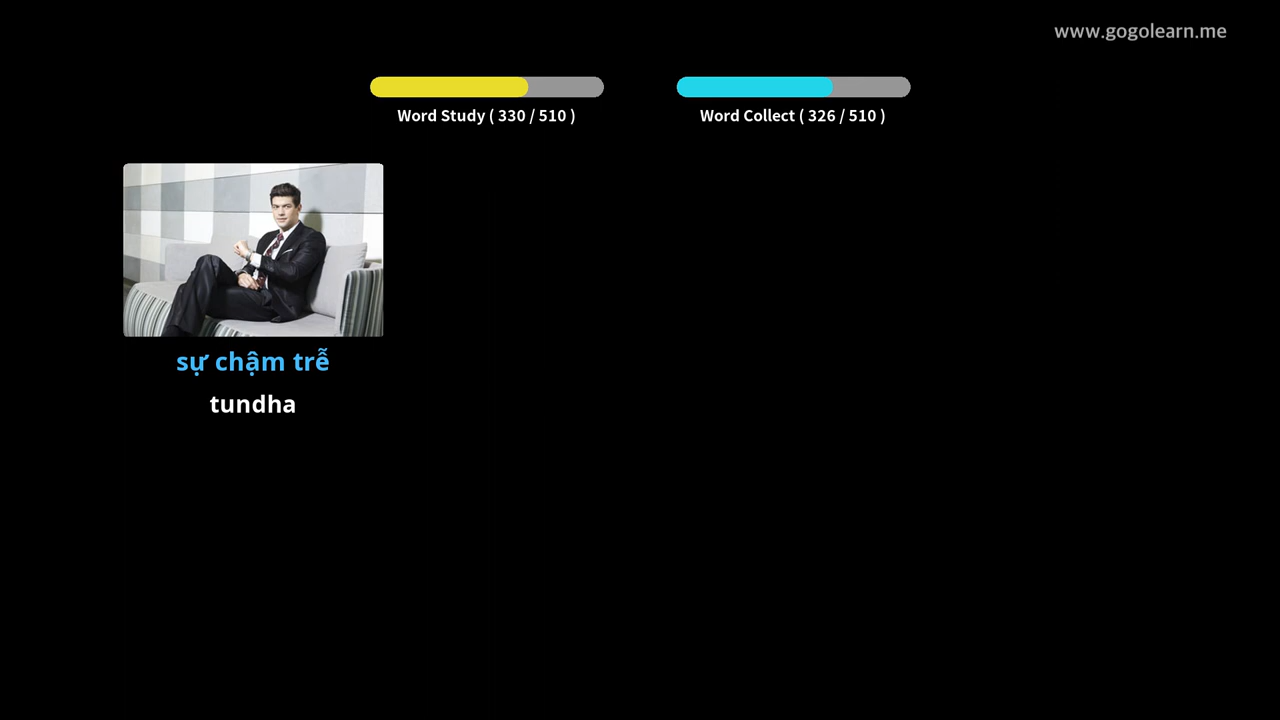 www.gogolearn.me
Word Study ( 330 / 510 )
Word Collect ( 326 / 510 )
sự chậm trễ
tundha